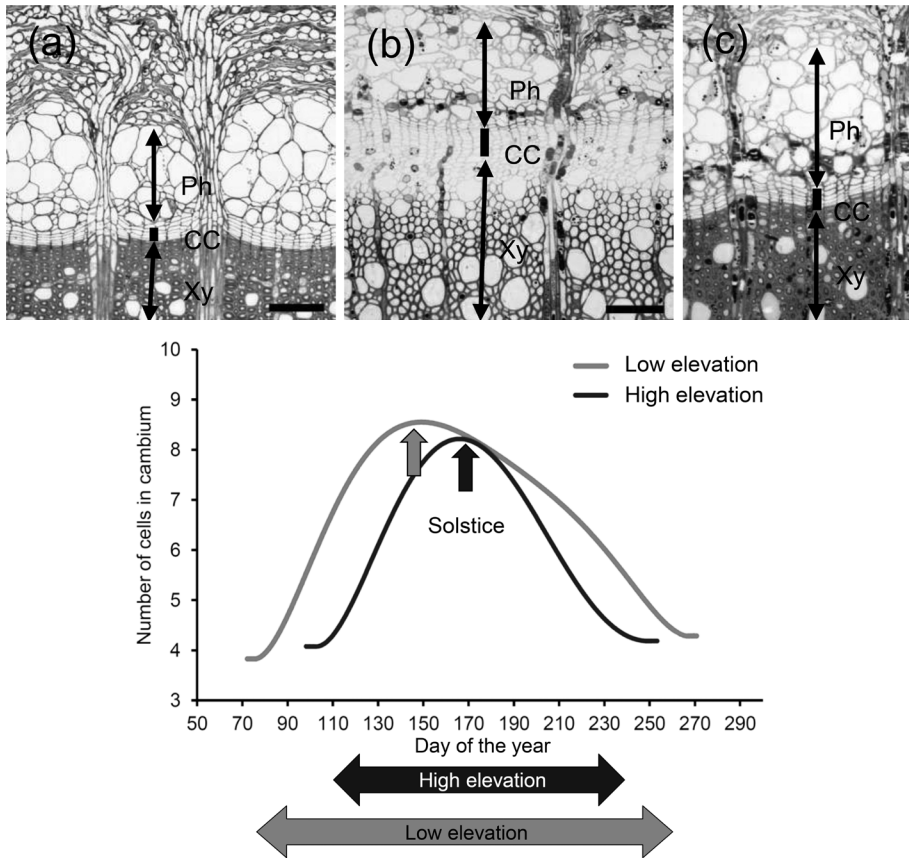 (a)
Ph
CC
Xy
(b)
Ph
CC
Xy
(c)
Ph
CC
Xy
10
9
8
7
6
5
4
3
Number of cells in cambium
Low elevation
High elevation
Solstice
50 70 90 110 130 150 170 190 210 230 250 270 290
Day of the year
High elevation
Low elevation